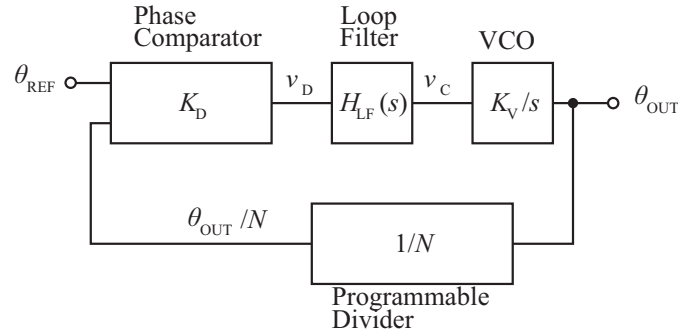 Phase
Comparator
Loop
Filter
VCO
θREF
KD
vD
HLF(s)
vC
KV/s
θOUT
θOUT/N
1/N
Programmable
Divider